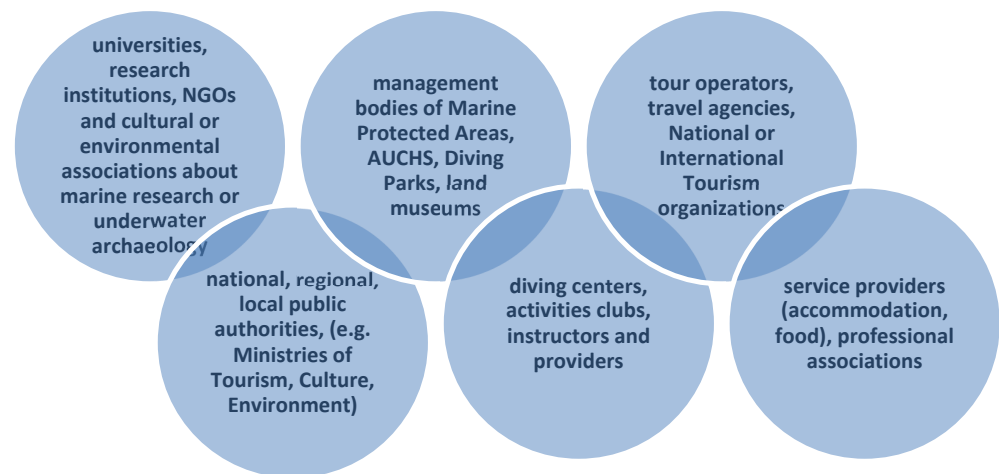 universities,
research
institutions, NGOs
and cultural or
environmental
associations about
marine research or
underwater
archaeology
national, regional,
local public
authorities, (e.g.
Ministries of
Tourism, Culture,
Environment)
management
bodies of Marine
Protected Areas,
AUCHS, Diving
Parks, land
museums
diving centers,
activities clubs,
instructors and
providers
tour operators,
travel agencies,
National or
International
Tourism
organizations
service providers
(accommodation,
food), professional
associations